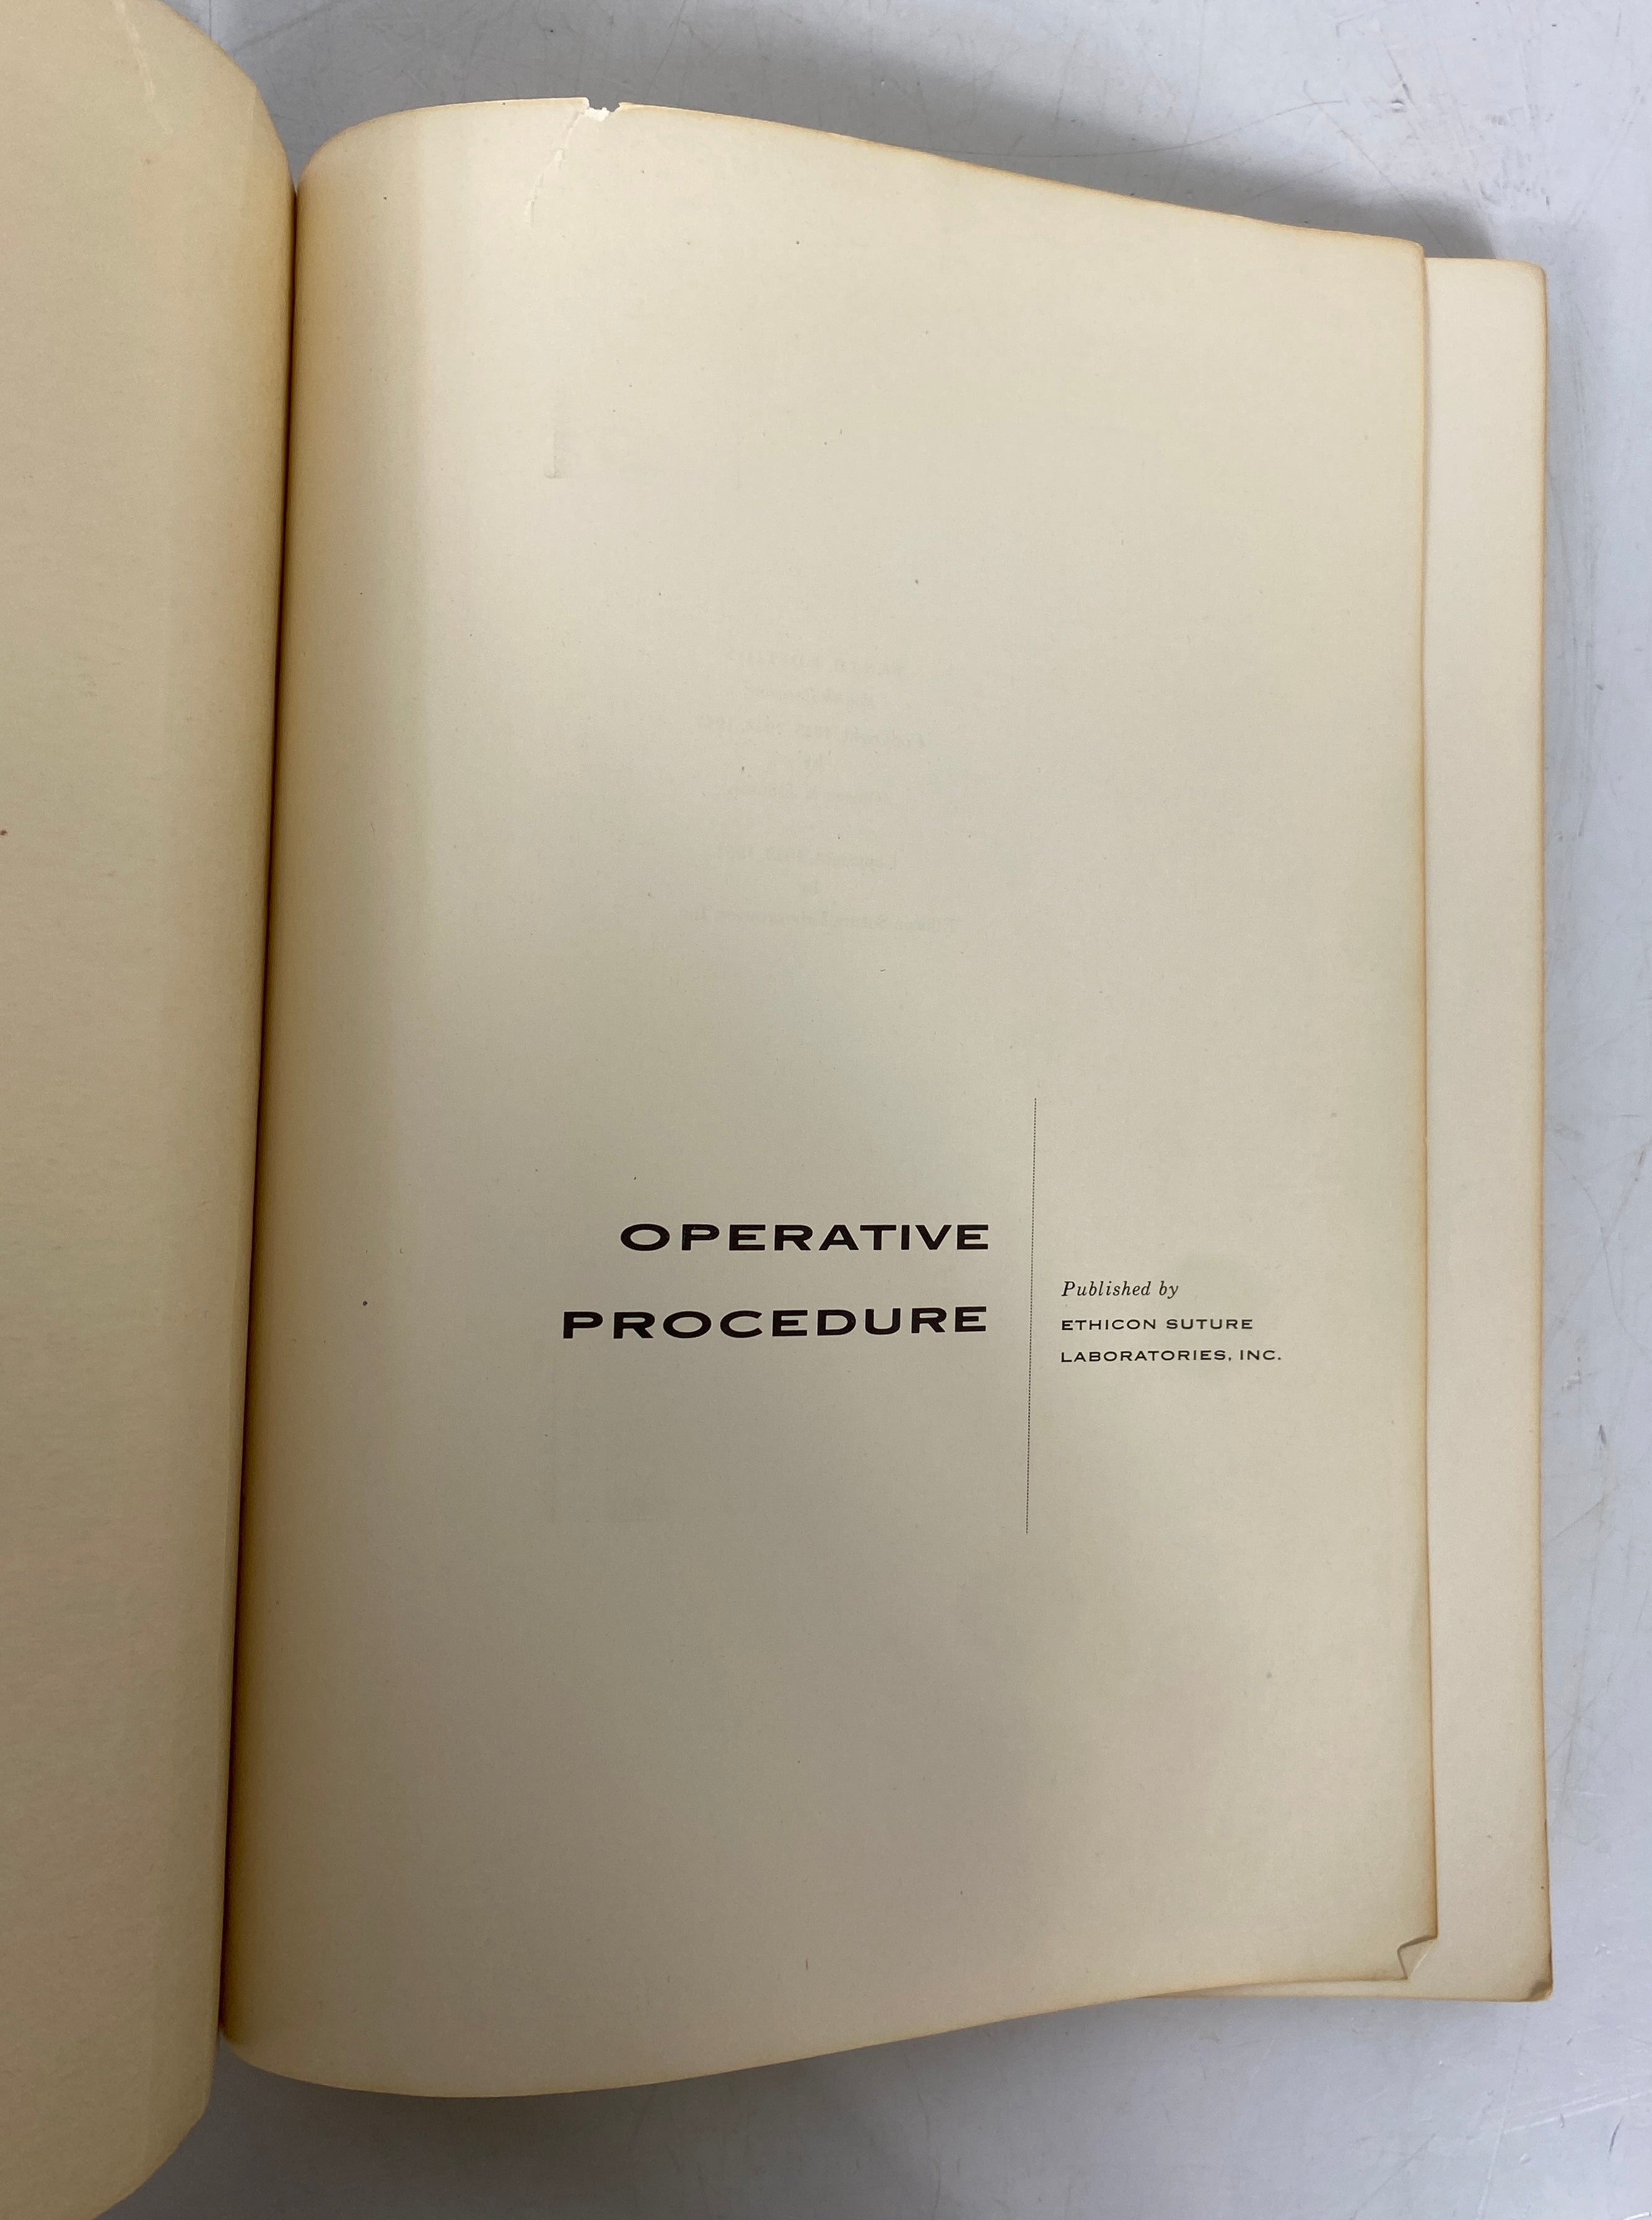 OPERATIVE
PROCEDURE
Published by
ETHICON SUTURE
LABORATORIES, INC.